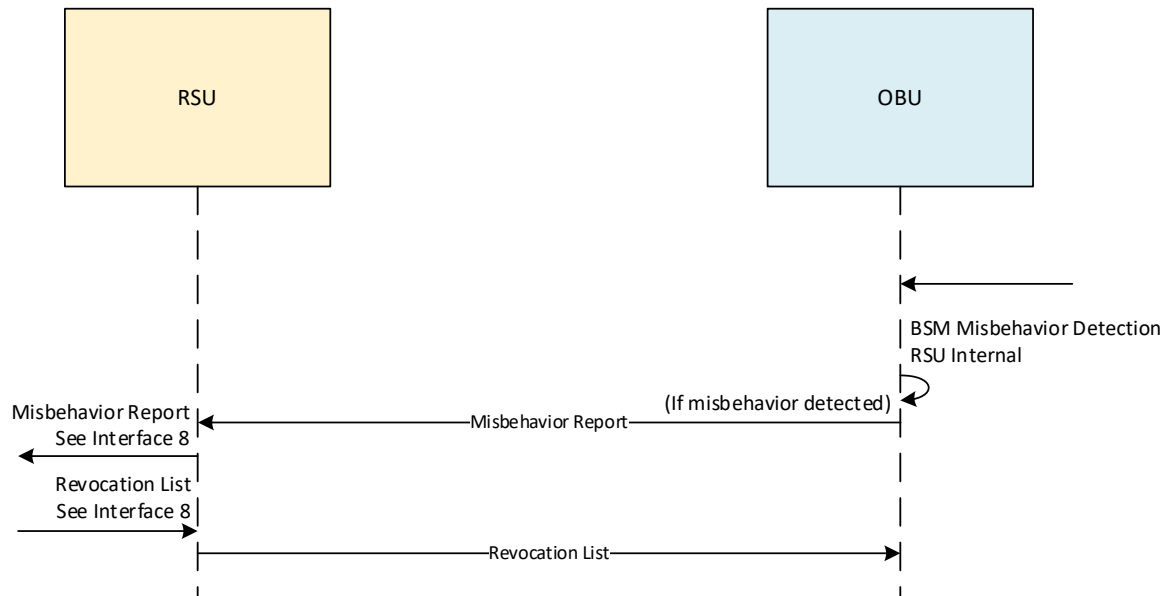 RSU
OBU
BSM Misbehavior Detection
RSU Internal
(If misbehavior detected)
Misbehavior Report
Misbehavior Report
See Interface 8
Revocation List
See Interface 8
Revocation List